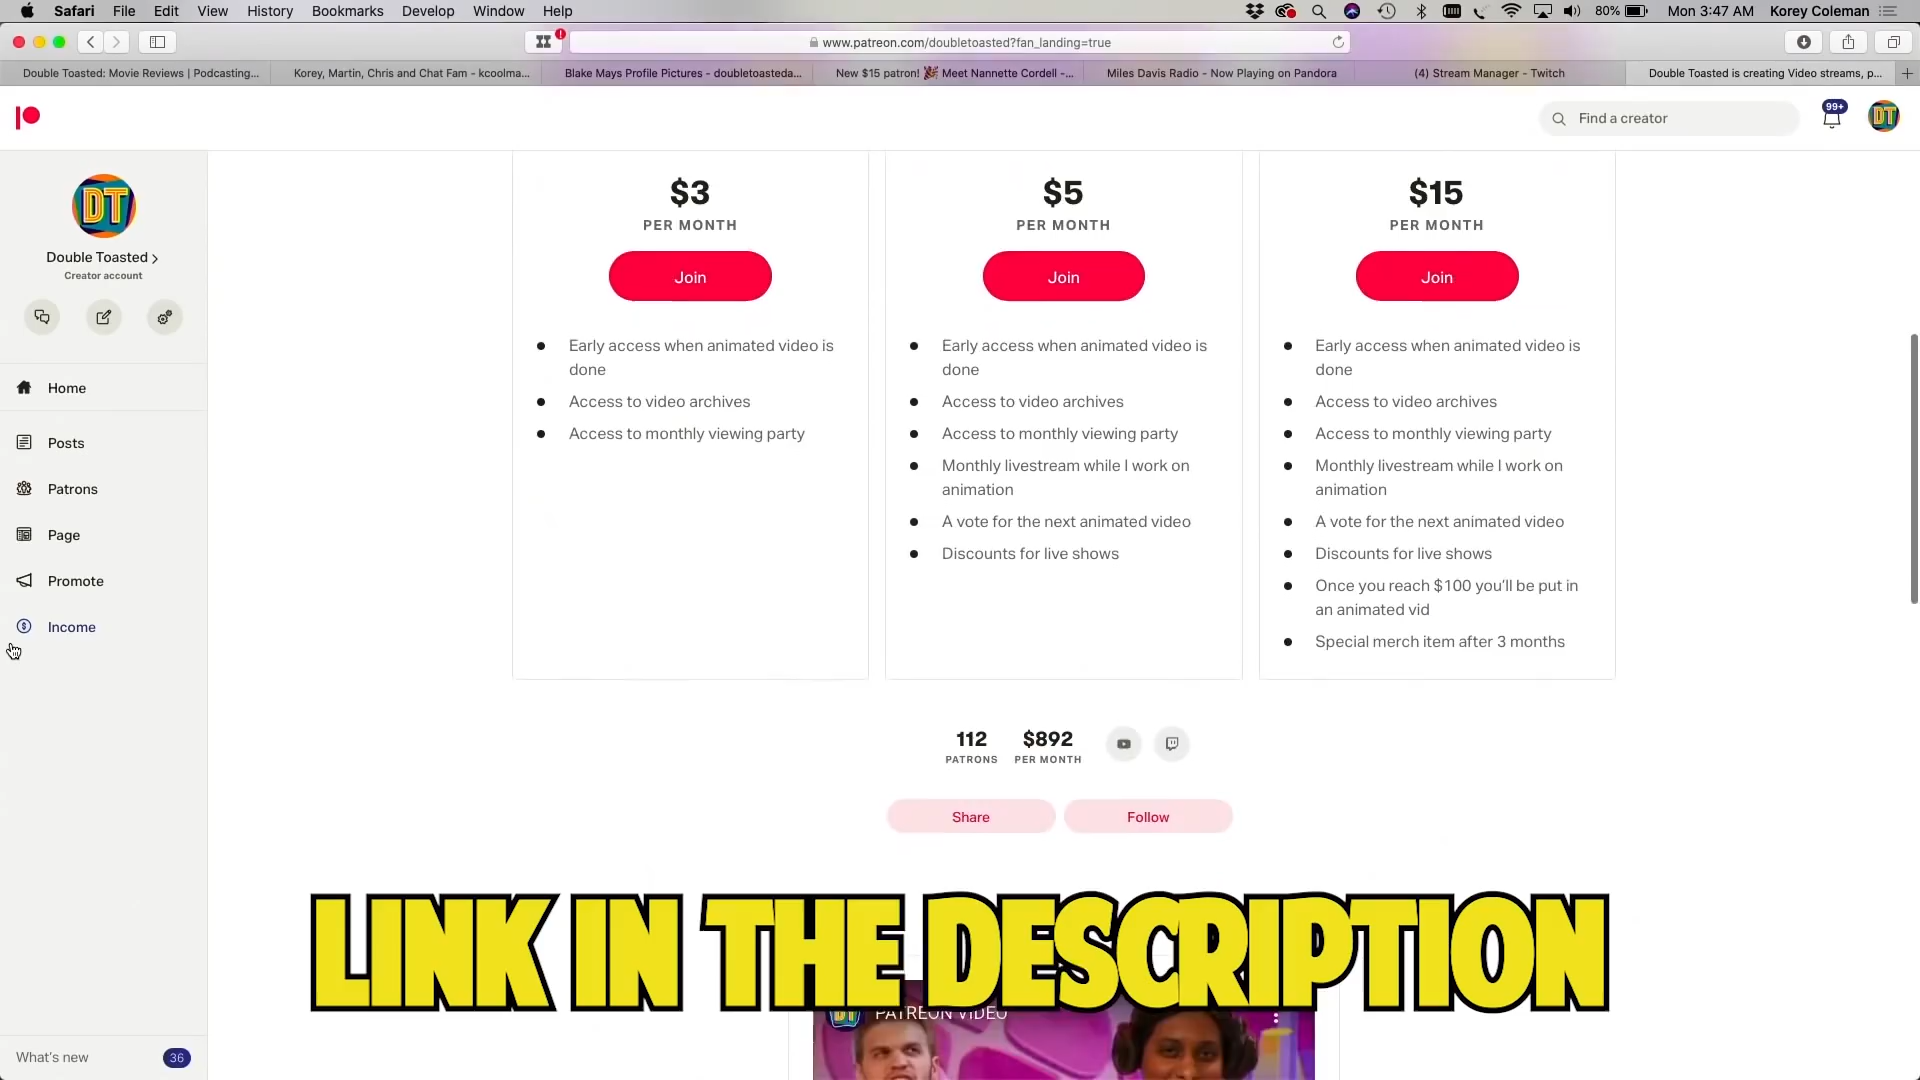 Safari File Edit View History Bookmarks Develop Window Help 80% Mon 3:47 AM Korey Coleman
www.patreon.com/doubletoasted?fan_landing=true
Double Toasted: Movie Reviews | Podcasting... Korey, Martin, Chris and Chat Fam - kcoolma... Blake Mays Profile Pictures - doubletoasteda... New $15 patron! 🎉 Meet Nannette Cordell -... Miles Davis Radio - Now Playing on Pandora (4) Stream Manager - Twitch Double Toasted is creating Video streams, p...
Find a creator
99+
DT
DT
Double Toasted
Creator account
Home
Posts
Patrons
Page
Promote
Income
What's new 36
$3
PER MONTH
Join
Early access when animated video is
done
Access to video archives
Access to monthly viewing party
$5
PER MONTH
Join
Early access when animated video is
done
Access to video archives
Access to monthly viewing party
Monthly livestream while I work on
animation
A vote for the next animated video
Discounts for live shows
$15
PER MONTH
Join
Early access when animated video is
done
Access to video archives
Access to monthly viewing party
Monthly livestream while I work on
animation
A vote for the next animated video
Discounts for live shows
Once you reach $100 you'll be put in
an animated vid
Special merch item after 3 months
112 $892
PATRONS PER MONTH
Share Follow
LINK IN THE DESCRIPTION
PATREON VIDEO